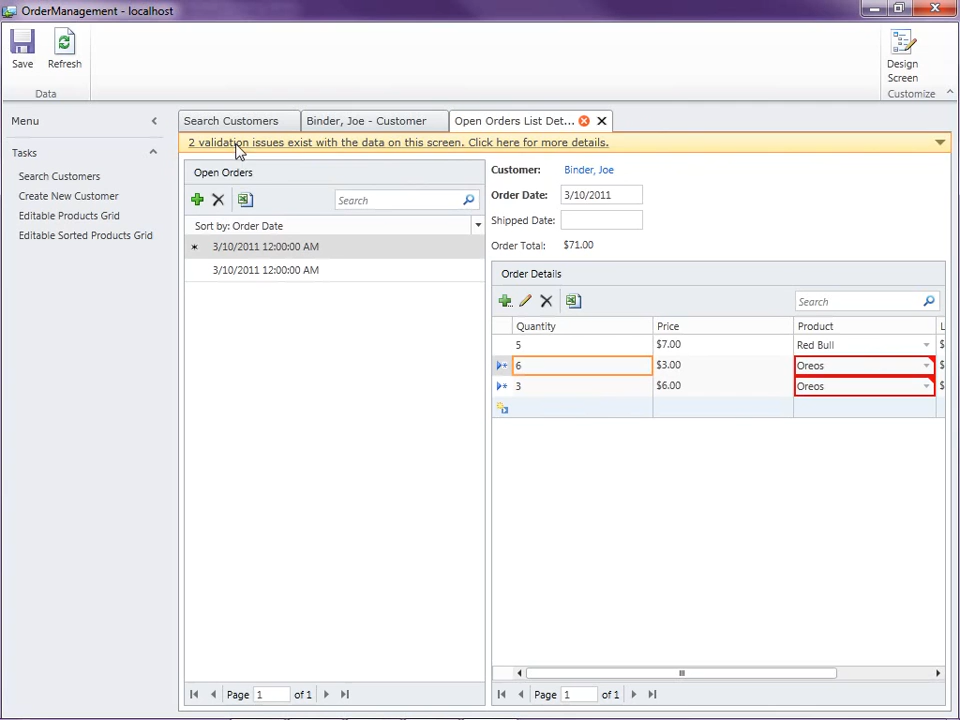 OrderManagement - localhost
Save
Refresh
Data
Design
Screen
Customize
Menu
Tasks
Search Customers
Create New Customer
Editable Products Grid
Editable Sorted Products Grid
Search Customers
Binder, Joe - Customer
Open Orders List Det...
2 validation issues exist with the data on this screen. Click here for more details.
Open Orders
Search
Sort by: Order Date
3/10/2011 12:00:00 AM
3/10/2011 12:00:00 AM
Page 1 of 1
Customer: Binder, Joe
Order Date: 3/10/2011
Shipped Date:
Order Total: $71.00
Order Details
Search
Quantity Price Product L
5 $7.00 Red Bull $
6 $3.00 Oreos $
3 $6.00 Oreos $
Page 1 of 1